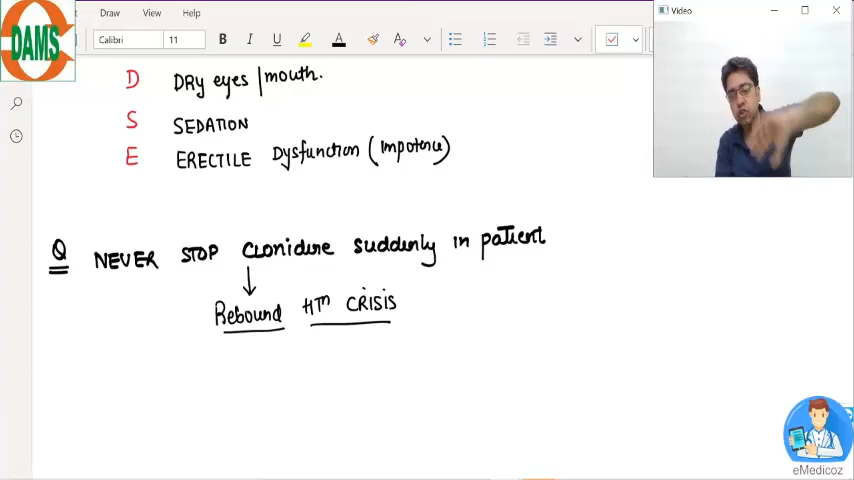 Draw View Help
Video
DAMS
Calibri 11 B I U A A
D DRY eyes / mouth.
S SEDATION
E ERECTILE Dysfunction (impotence)
Q NEVER STOP Clonidine suddenly in patient
Rebound HTn CRISIS
eMedicoz